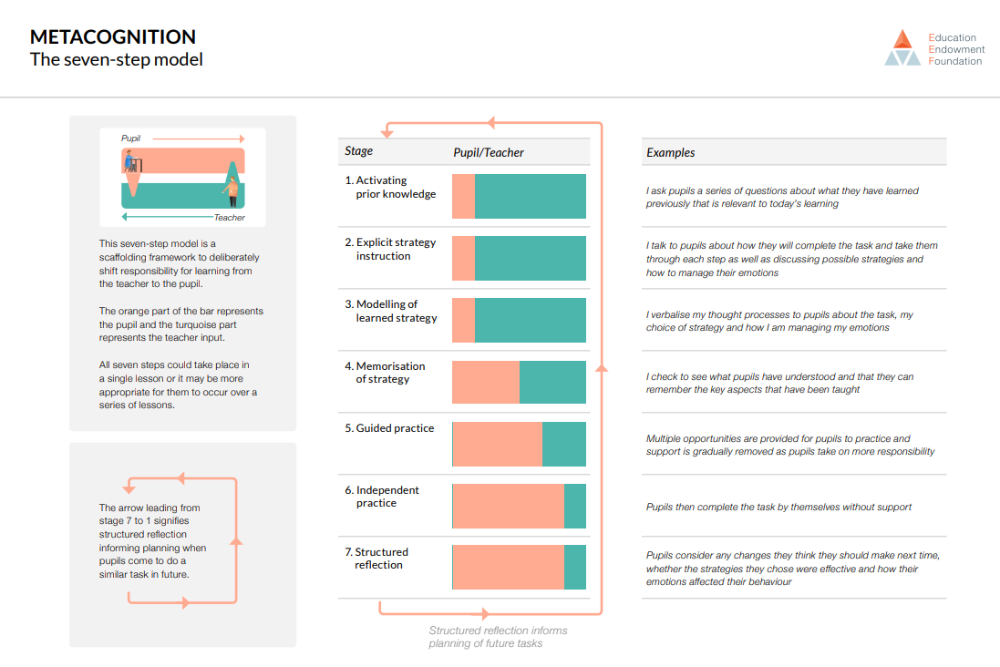 METACOGNITION
The seven-step model
Education
Endowment
Foundation
Pupil
Teacher
This seven-step model is a
scaffolding framework to deliberately
shift responsibility for learning from
the teacher to the pupil.
The orange part of the bar represents
the pupil and the turquoise part
represents the teacher input.
All seven steps could take place in
a single lesson or it may be more
appropriate for them to occur over a
series of lessons.
The arrow leading from
stage 7 to 1 signifies
structured reflection
informing planning when
pupils come to do a
similar task in future.
Stage
Pupil/Teacher
Examples
1. Activating
prior knowledge
I ask pupils a series of questions about what they have learned
previously that is relevant to today's learning
2. Explicit strategy
instruction
I talk to pupils about how they will complete the task and take them
through each step as well as discussing possible strategies and
how to manage their emotions
3. Modelling of
learned strategy
I verbalise my thought processes to pupils about the task, my
choice of strategy and how I am managing my emotions
4. Memorisation
of strategy
I check to see what pupils have understood and that they can
remember the key aspects that have been taught
5. Guided practice
Multiple opportunities are provided for pupils to practice and
support is gradually removed as pupils take on more responsibility
6. Independent
practice
Pupils then complete the task by themselves without support
7. Structured
reflection
Pupils consider any changes they think they should make next time,
whether the strategies they chose were effective and how their
emotions affected their behaviour
Structured reflection informs
planning of future tasks